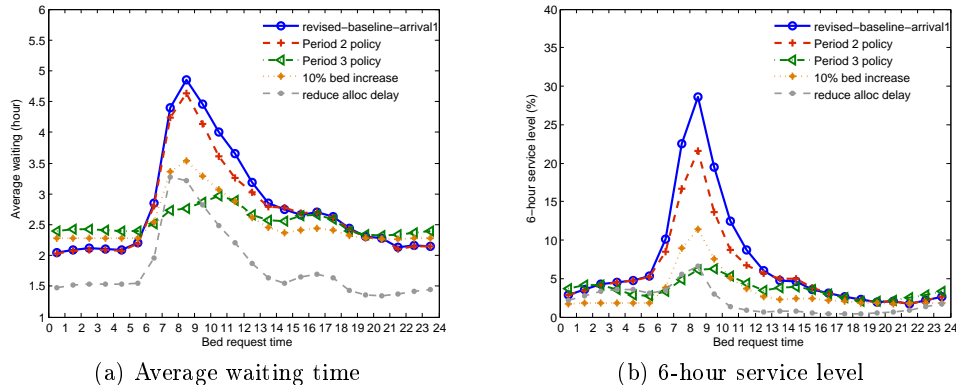 6
5.5
5
4.5
4
3.5
3
2.5
2
1.5
1
Average waiting (hour)
revised-baseline-arrival1
Period 2 policy
Period 3 policy
10% bed increase
reduce alloc delay
0 1 2 3 4 5 6 7 8 9 10 11 12 13 14 15 16 17 18 19 20 21 22 23 24
Bed request time
(a) Average waiting time
40
35
30
25
20
15
10
5
0
6-hour service level (%)
revised-baseline-arrival1
Period 2 policy
Period 3 policy
10% bed increase
reduce alloc delay
0 1 2 3 4 5 6 7 8 9 10 11 12 13 14 15 16 17 18 19 20 21 22 23 24
Bed request time
(b) 6-hour service level